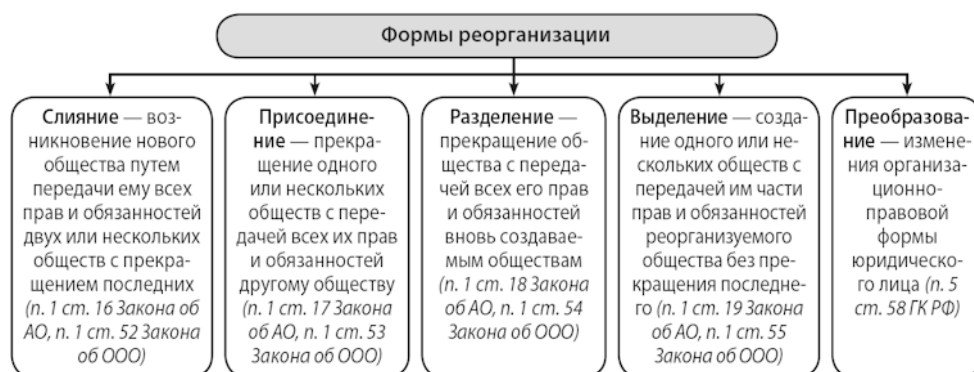 Формы реорганизации
Слияние — воз-
никновение нового
общества путем
передачи ему всех
прав и обязанностей
двух или нескольких
обществ с прекра-
щением последних
(п. 1 ст. 16 Закона об
АО, п. 1 ст. 52 Закона
об ООО)
Присоедине-
ние — прекра-
щение одного
или нескольких
обществ с пере-
дачей всех их прав
и обязанностей
другому обществу
(п. 1 ст. 17 Закона
об АО, п. 1 ст. 53
Закона об ООО)
Разделение —
прекращение об-
щества с переда-
чей всех его прав
и обязанностей
вновь создавае-
мым обществам
(п. 1 ст. 18 Закона
об АО, п. 1 ст. 54
Закона об ООО)
Выделение — созда-
ние одного или не-
скольких обществ с
передачей им части
прав и обязанностей
реорганизуемого
общества без пре-
кращения последне-
го (п. 1 ст. 19 Закона
об АО, п. 1 ст. 55
Закона об ООО)
Преобразова-
ние — измене-
ния организа-
ционно-
правовой
формы
юридическо-
го лица (п. 5
ст. 58 ГК РФ)